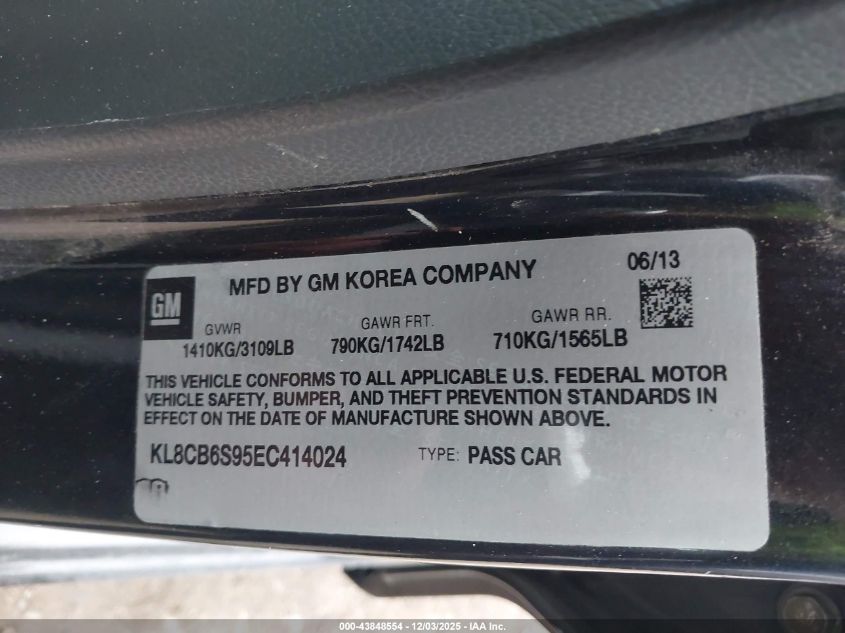 GM
MFD BY GM KOREA COMPANY
06/13
GVWR
GAWR FRT.
GAWR RR.
1410KG/3109LB
790KG/1742LB
710KG/1565LB
THIS VEHICLE CONFORMS TO ALL APPLICABLE U.S. FEDERAL MOTOR
VEHICLE SAFETY, BUMPER, AND THEFT PREVENTION STANDARDS IN
EFFECT ON THE DATE OF MANUFACTURE SHOWN ABOVE.
KL8CB6S95EC414024
TYPE: PASS CAR
000-43848554 - 12/03/2025 - IAA Inc.